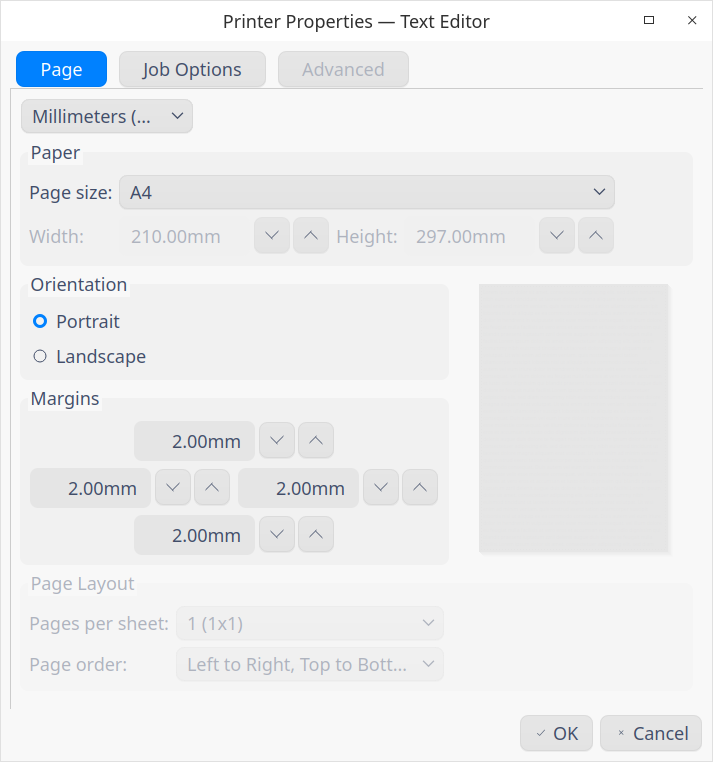 Printer Properties — Text Editor
Page Job Options Advanced
Millimeters (...
Paper
Page size: A4
Width: 210.00mm Height: 297.00mm
Orientation
Portrait
Landscape
Margins
2.00mm
2.00mm 2.00mm
2.00mm
Page Layout
Pages per sheet: 1 (1x1)
Page order: Left to Right, Top to Bott...
OK Cancel